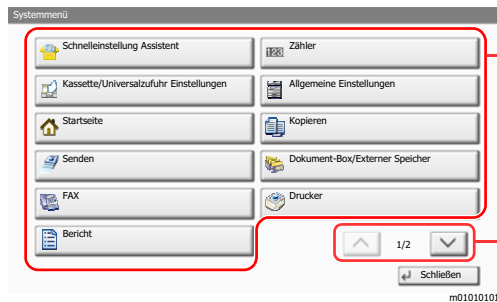 Systemmenü
Schnelleinstellung Assistent
Zähler
123
Kassette/Universalzufuhr Einstellungen
Allgemeine Einstellungen
Startseite
Kopieren
Senden
Dokument-Box/Externer Speicher
FAX
Drucker
Bericht
1/2
Schließen
m01010101